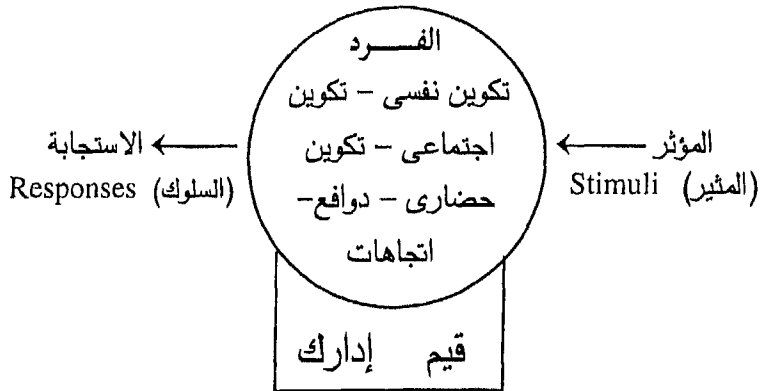 الفـــرد
تكوين نفسى – تكوين
اجتماعى – تكوين
حضارى – دوافع–
اتجاهات
قيم إدارك
المؤثر
(المثير) Stimuli
الاستجابة
(السلوك) Responses